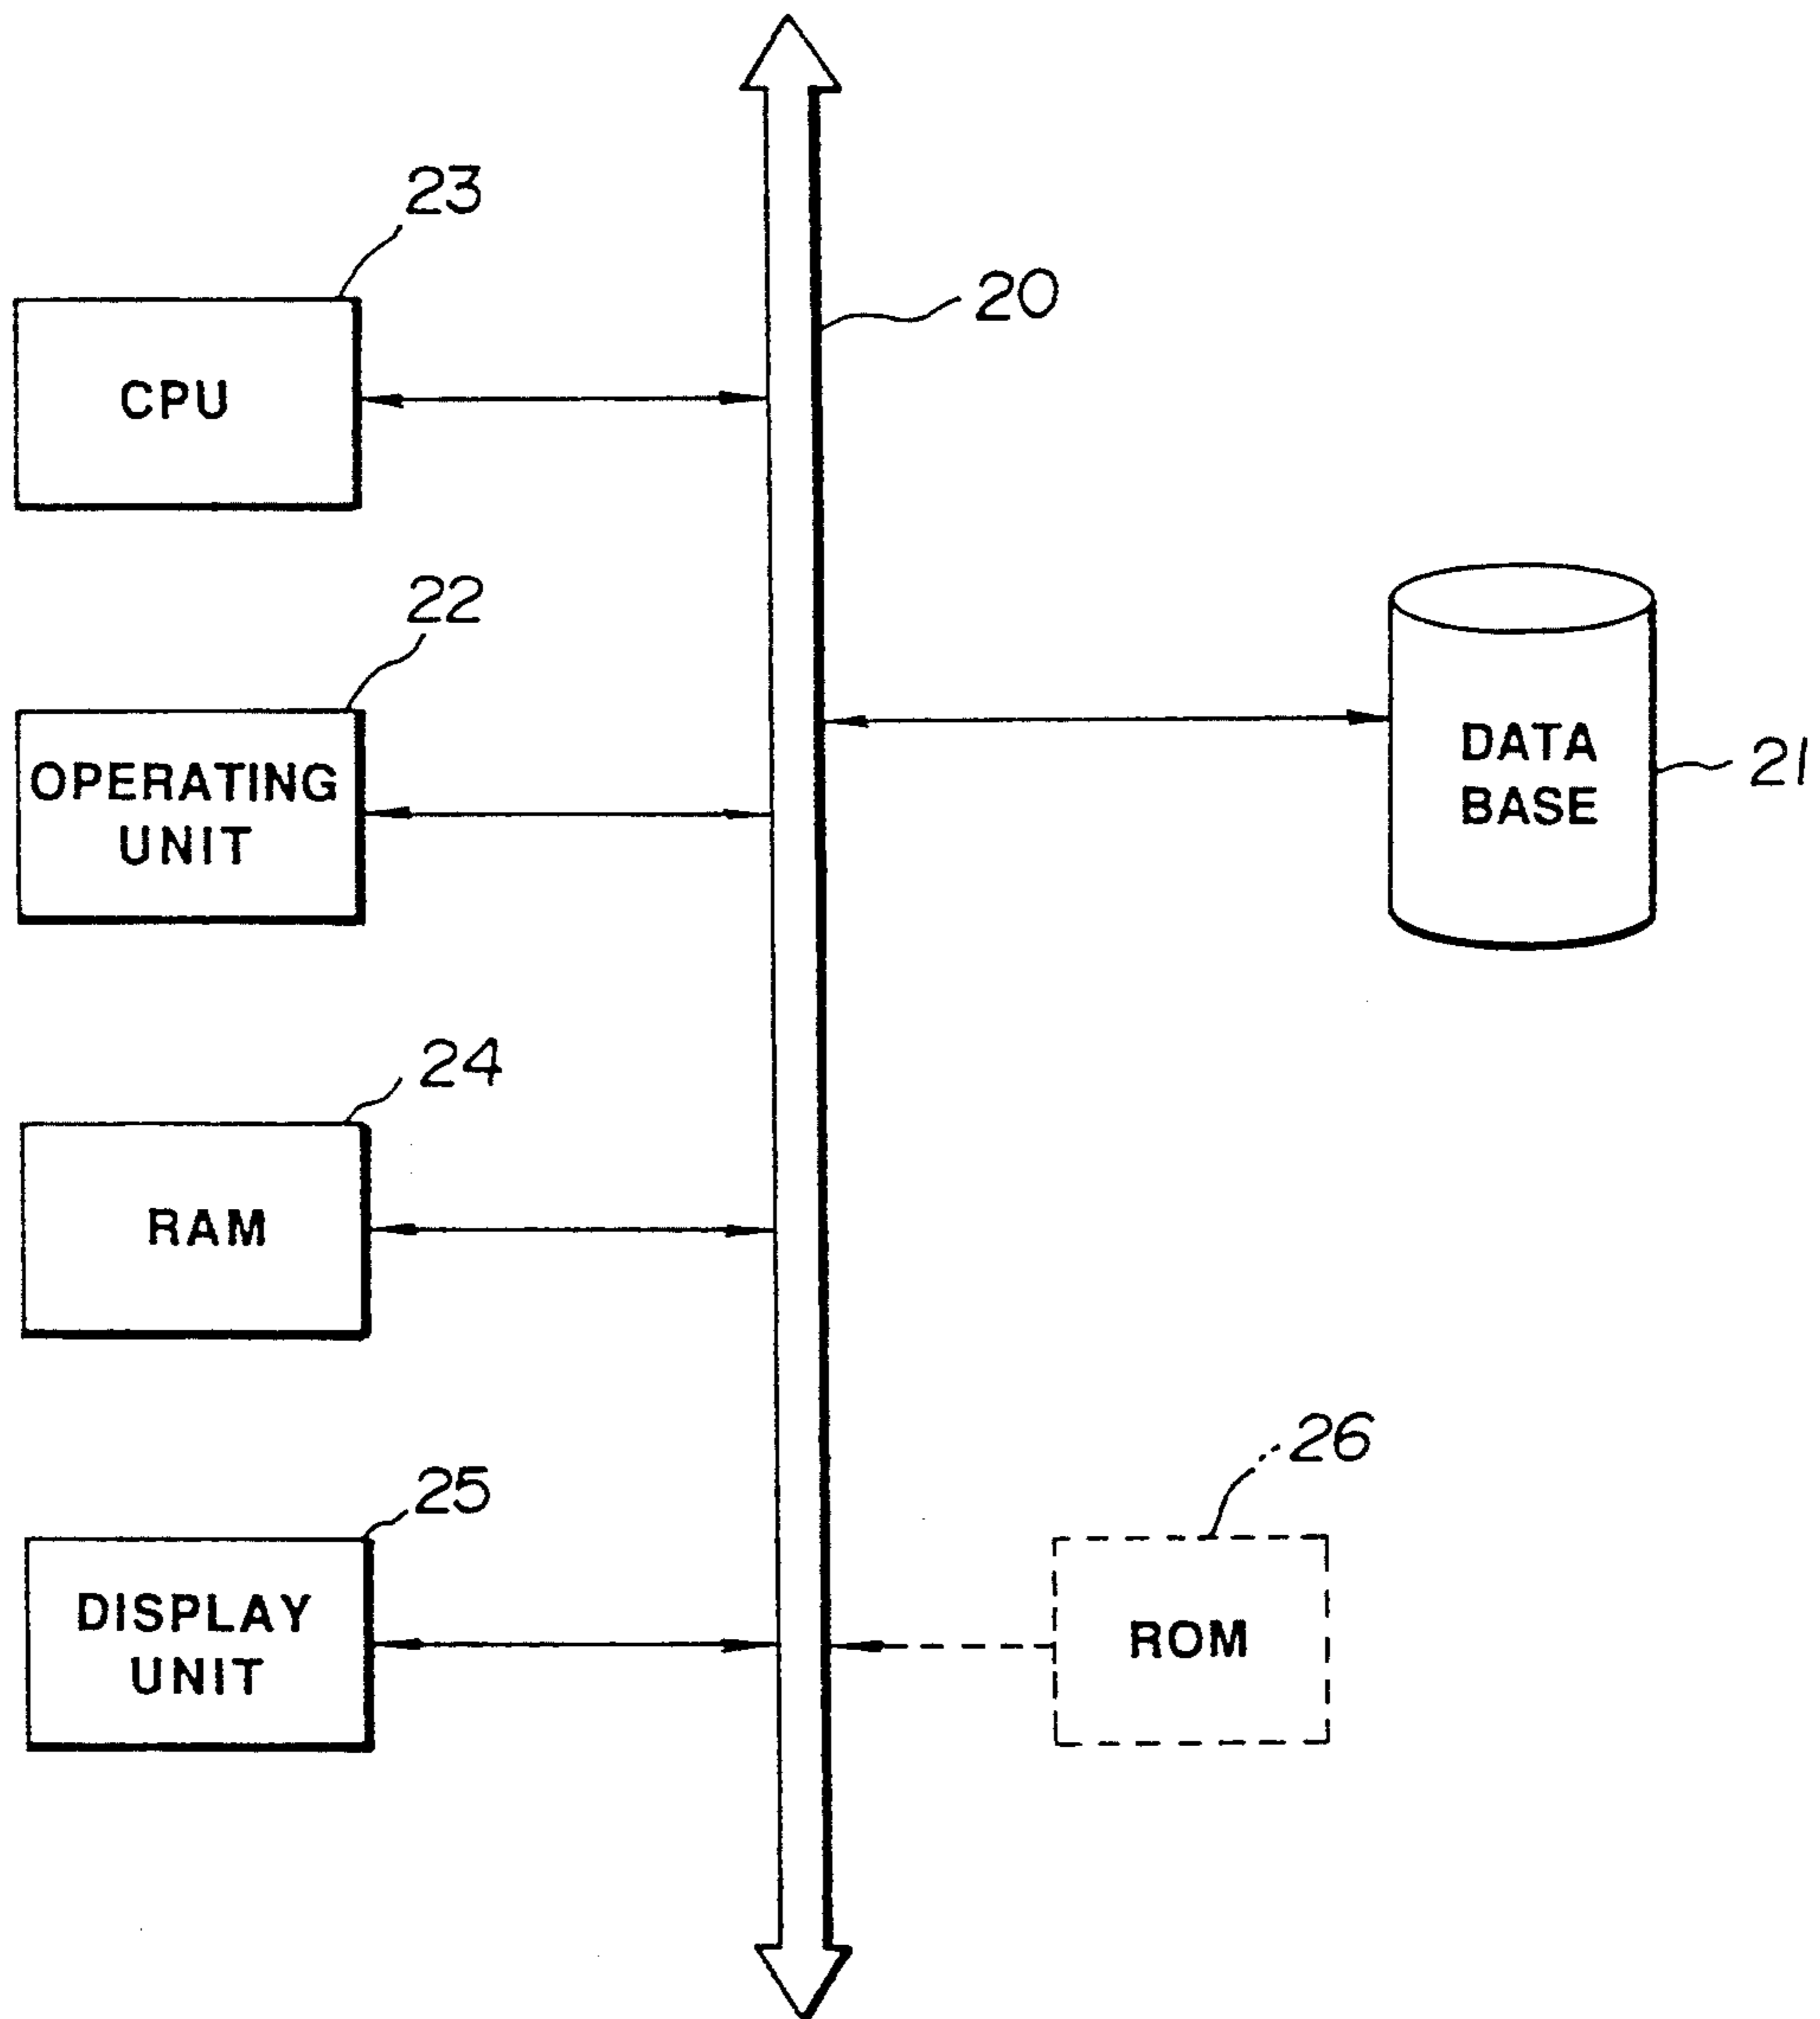 23
20
CPU
22
OPERATING
UNIT
DATA
BASE
21
24
RAM
25
26
DISPLAY
UNIT
ROM